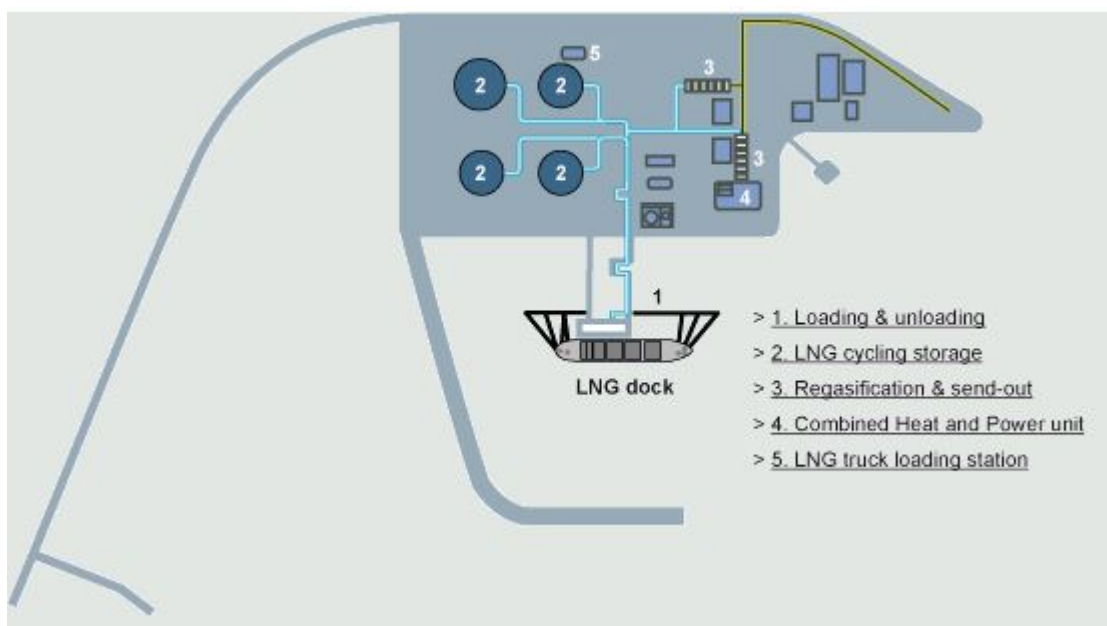 5
2
2
3
2
2
3
4
1
LNG dock
> 1. Loading & unloading
> 2. LNG cycling storage
> 3. Regasification & send-out
> 4. Combined Heat and Power unit
> 5. LNG truck loading station